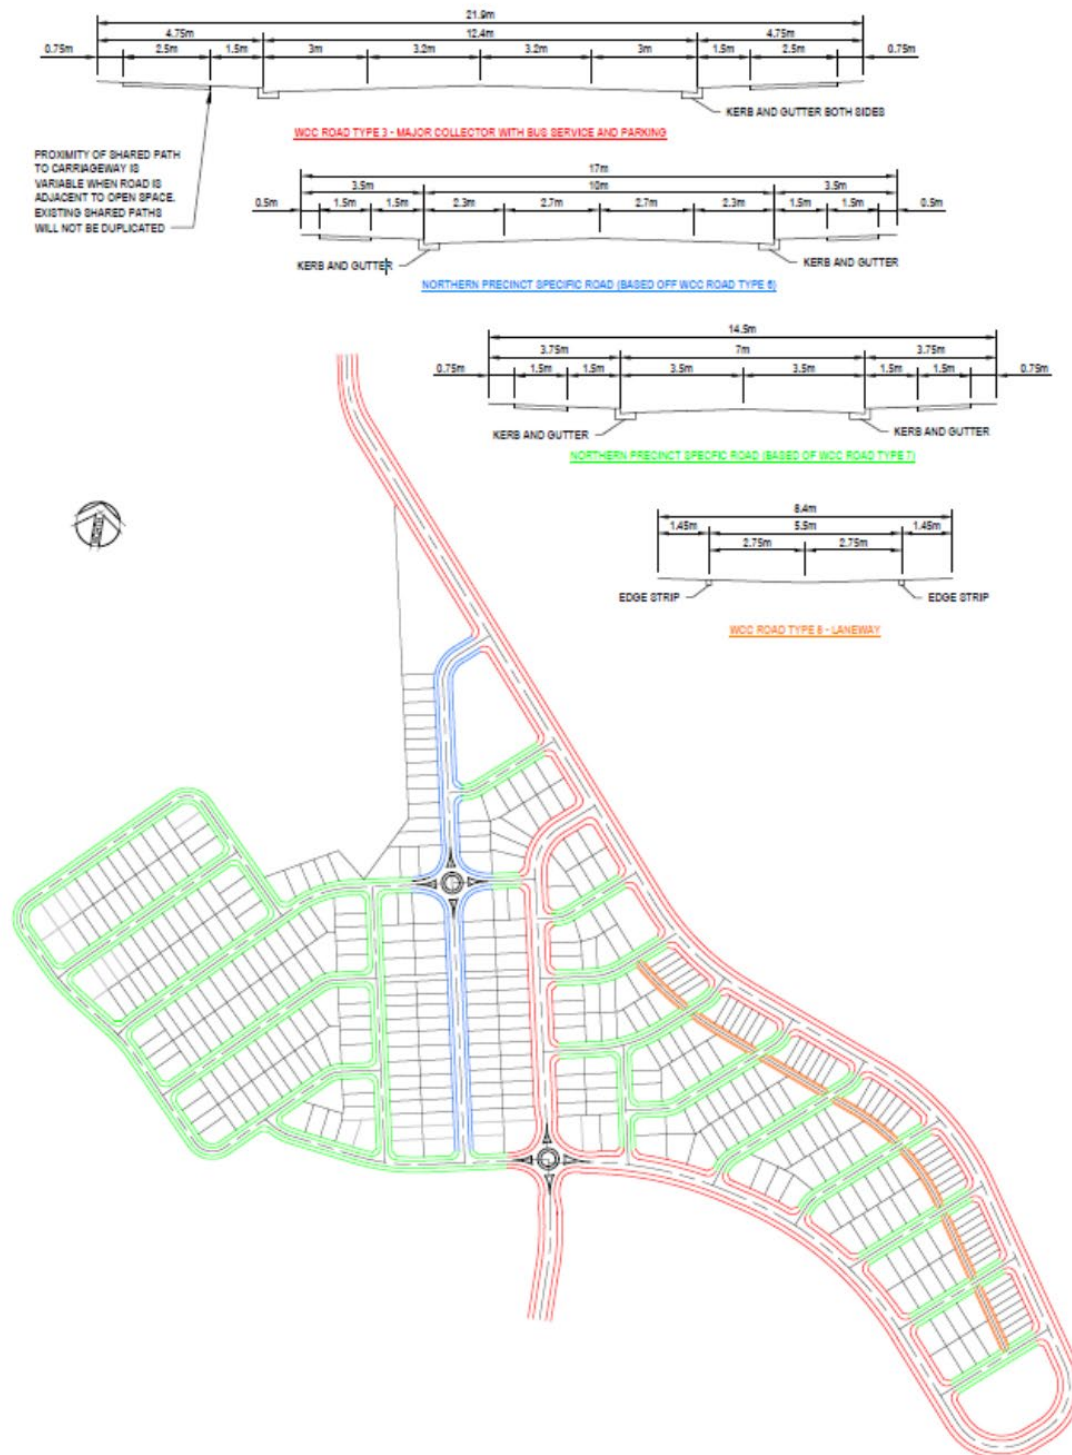 21.9m
4.75m 12.4m 4.75m
0.75m 2.5m 1.5m 3m 3.2m 3.2m 3m 1.5m 2.5m 0.75m
KERB AND GUTTER BOTH SIDES
WCC ROAD TYPE 3 - MAJOR COLLECTOR WITH BUS SERVICE AND PARKING
PROXIMITY OF SHARED PATH
TO CARRIAGEWAY IS
VARIABLE WHEN ROAD IS
ADJACENT TO OPEN SPACE.
EXISTING SHARED PATHS
WILL NOT BE DUPLICATED
17m
3.5m 10m 3.5m
0.5m 1.5m 1.5m 2.3m 2.7m 2.7m 2.3m 1.5m 1.5m 0.5m
KERB AND GUTTER
KERB AND GUTTER
NORTHERN PRECINCT SPECIFIC ROAD (BASED OFF WCC ROAD TYPE 6)
14.5m
3.75m 7m 3.75m
0.75m 1.5m 1.5m 3.5m 3.5m 1.5m 1.5m 0.75m
KERB AND GUTTER
KERB AND GUTTER
NORTHERN PRECINCT SPECFIC ROAD (BASED OF WCC ROAD TYPE 7)
8.4m
1.45m 5.5m 1.45m
2.75m 2.75m
EDGE STRIP
EDGE STRIP
WCC ROAD TYPE 8 - LANEWAY